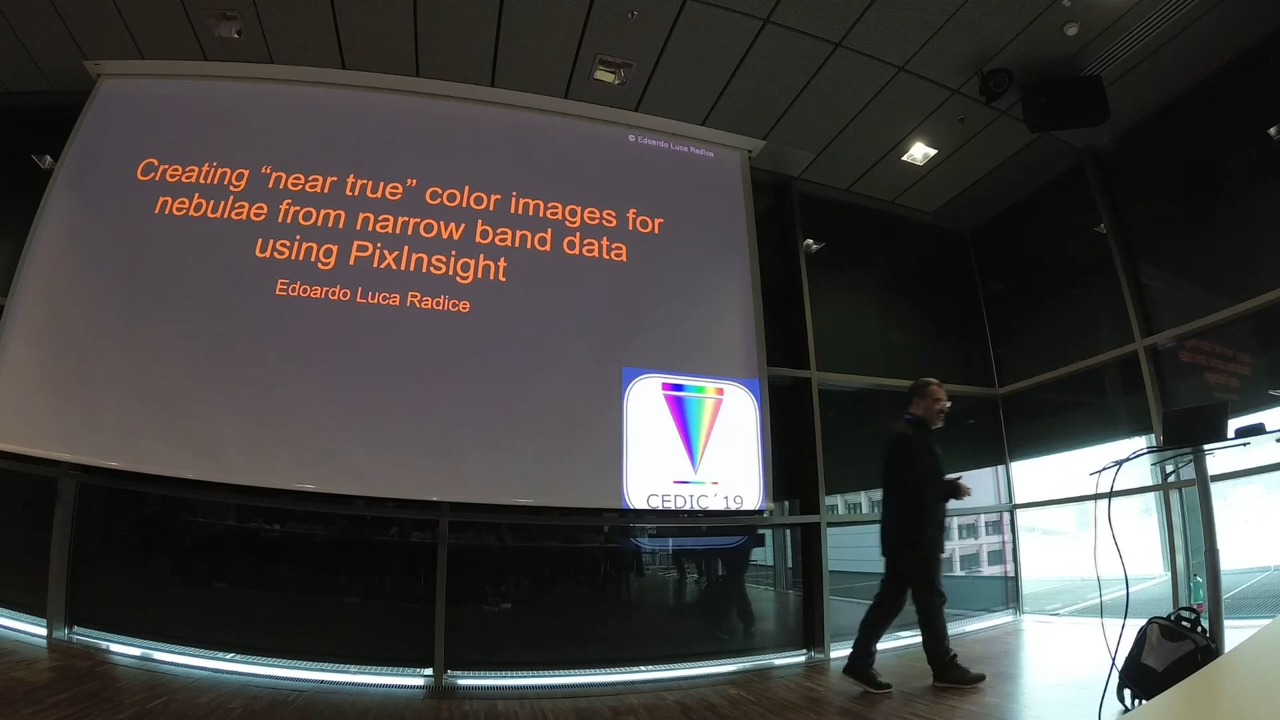 © Edoardo Luca Radice
Creating “near true” color images for
nebulae from narrow band data
using PixInsight
Edoardo Luca Radice
CEDIC´19